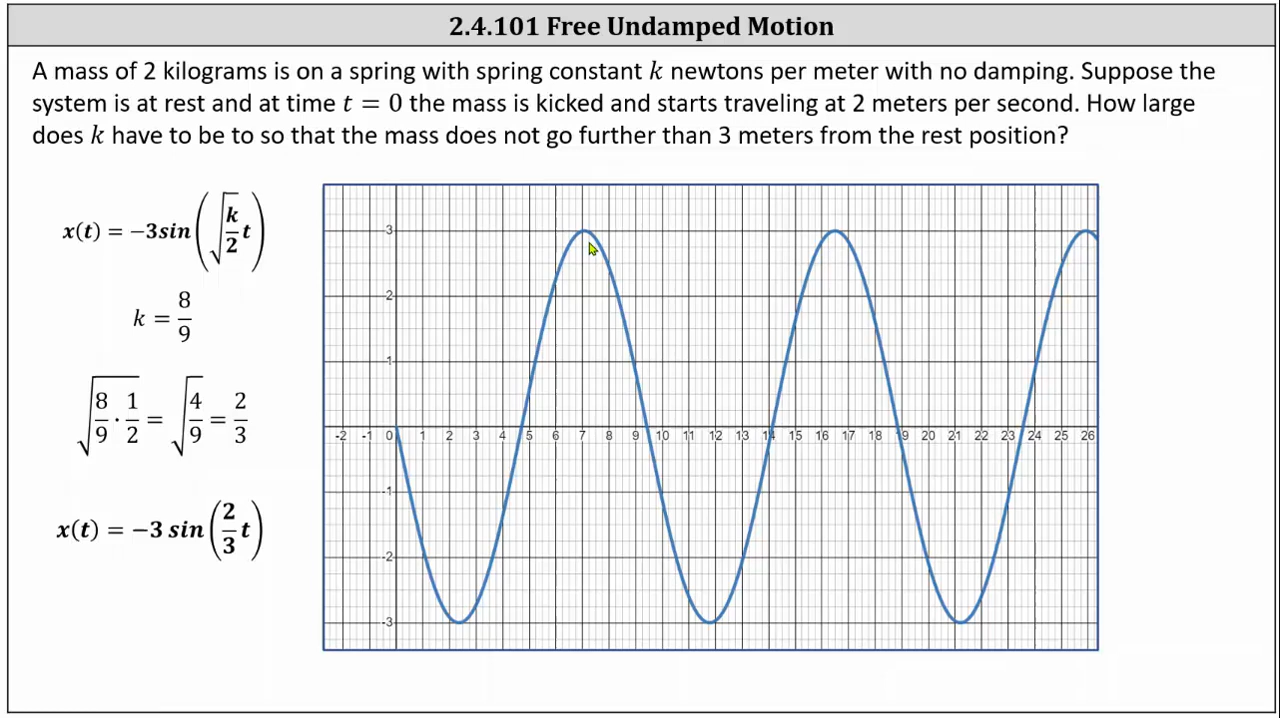 2.4.101 Free Undamped Motion
A mass of 2 kilograms is on a spring with spring constant k newtons per meter with no damping. Suppose the
system is at rest and at time t = 0 the mass is kicked and starts traveling at 2 meters per second. How large
does k have to be to so that the mass does not go further than 3 meters from the rest position?
x(t) = −3sin(√(k/2) t)
k = 8/9
√(8/9 · 1/2) = √(4/9) = 2/3
x(t) = −3 sin(2/3 t)
3
2
1
-2 -1 0 1 2 3 4 5 6 7 8 9 10 11 12 13 14 15 16 17 18 19 20 21 22 23 24 25 26
-1
-2
-3